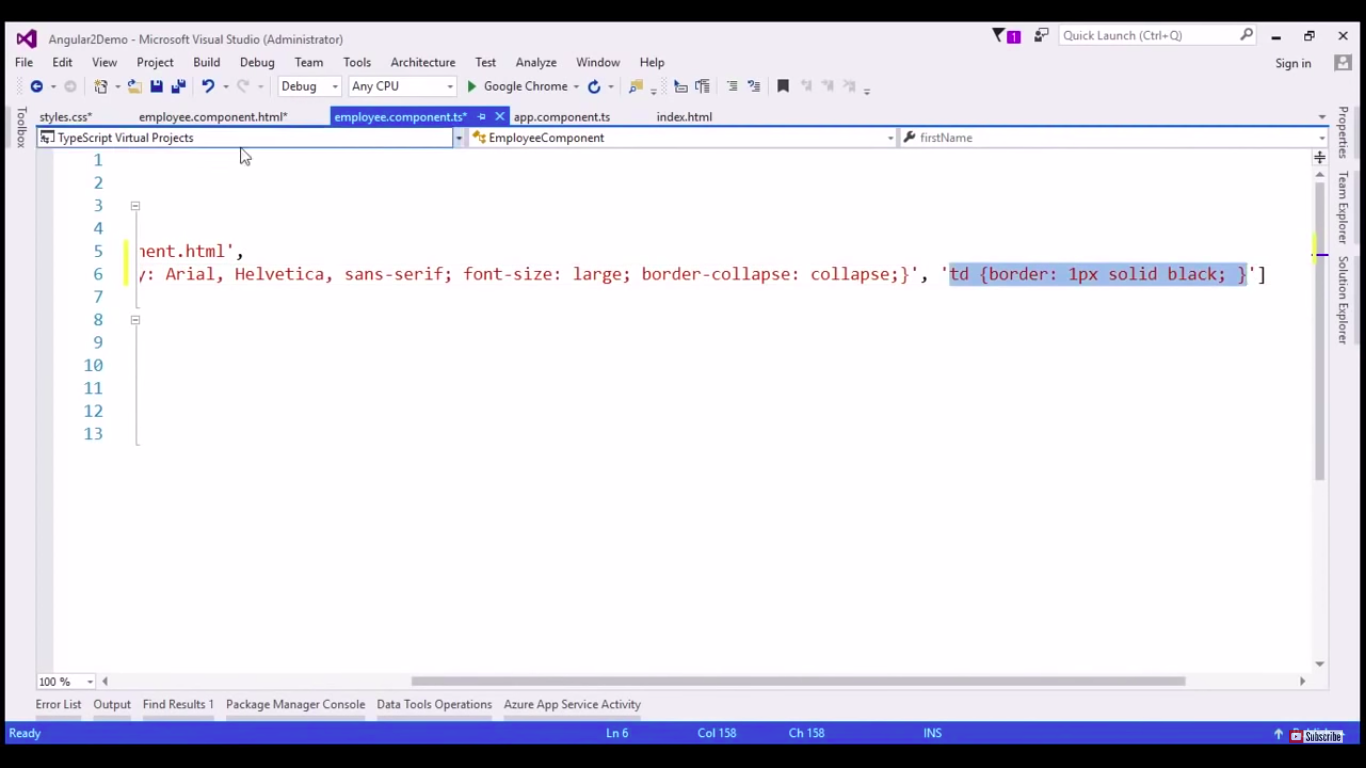 Angular2Demo - Microsoft Visual Studio (Administrator)
1
Quick Launch (Ctrl+Q)
File Edit View Project Build Debug Team Tools Architecture Test Analyze Window Help
Sign in
Debug Any CPU Google Chrome
styles.css* employee.component.html* employee.component.ts* app.component.ts index.html
TypeScript Virtual Projects EmployeeComponent firstName
Toolbox
Properties
Team Explorer
Solution Explorer
1
2
3
4
5 nent.html',
6 y: Arial, Helvetica, sans-serif; font-size: large; border-collapse: collapse;}', 'td {border: 1px solid black; }']
7
8
9
10
11
12
13
100 %
Error List Output Find Results 1 Package Manager Console Data Tools Operations Azure App Service Activity
Ready Ln 6 Col 158 Ch 158 INS
Subscribe